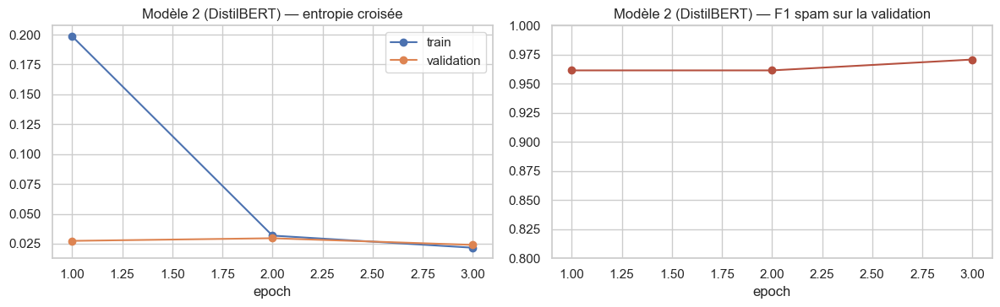 Modèle 2 (DistilBERT) — entropie croisée
0.200
0.175
0.150
0.125
0.100
0.075
0.050
0.025
train
validation
1.00 1.25 1.50 1.75 2.00 2.25 2.50 2.75 3.00
epoch
Modèle 2 (DistilBERT) — F1 spam sur la validation
1.000
0.975
0.950
0.925
0.900
0.875
0.850
0.825
0.800
1.00 1.25 1.50 1.75 2.00 2.25 2.50 2.75 3.00
epoch